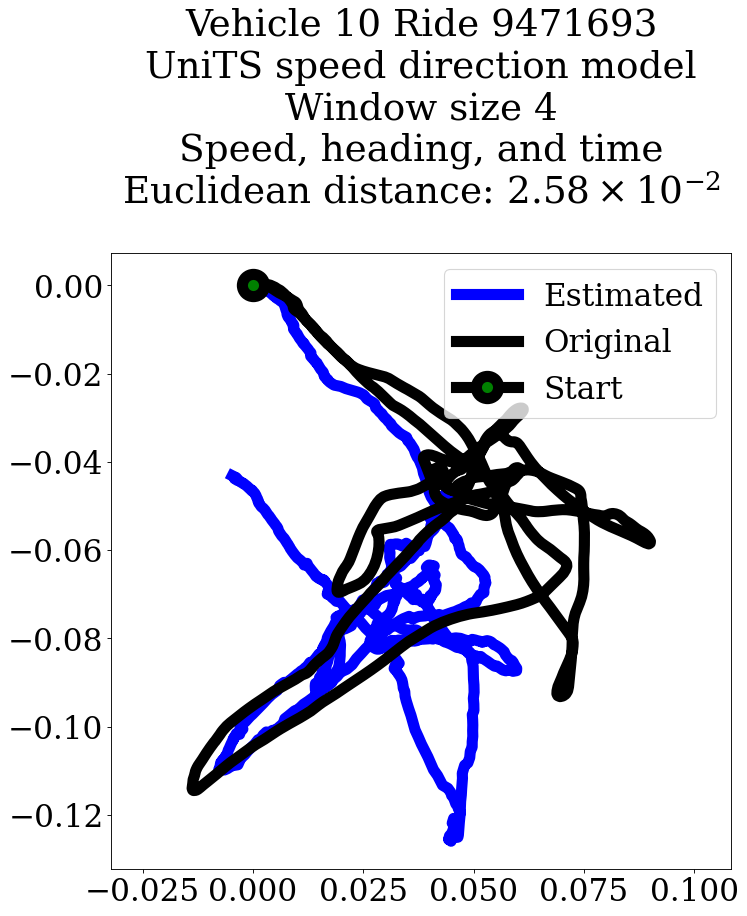 Vehicle 10 Ride 9471693
UniTS speed direction model
Window size 4
Speed, heading, and time
Euclidean distance: 2.58 × 10⁻²
Estimated
Original
Start
0.00
−0.02
−0.04
−0.06
−0.08
−0.10
−0.12
−0.025 0.000 0.025 0.050 0.075 0.100